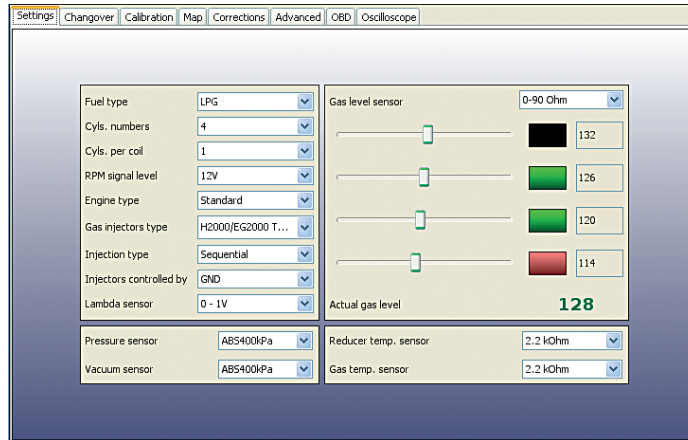 Settings Changover Calibration Map Corrections Advanced OBD Oscilloscope
Fuel type LPG
Cyls. numbers 4
Cyls. per coil 1
RPM signal level 12V
Engine type Standard
Gas injectors type H2000/EG2000 T...
Injection type Sequential
Injectors controlled by GND
Lambda sensor 0 - 1V
Gas level sensor 0-90 Ohm
132
126
120
114
Actual gas level 128
Pressure sensor ABS400kPa
Vacuum sensor ABS400kPa
Reducer temp. sensor 2.2 kOhm
Gas temp. sensor 2.2 kOhm